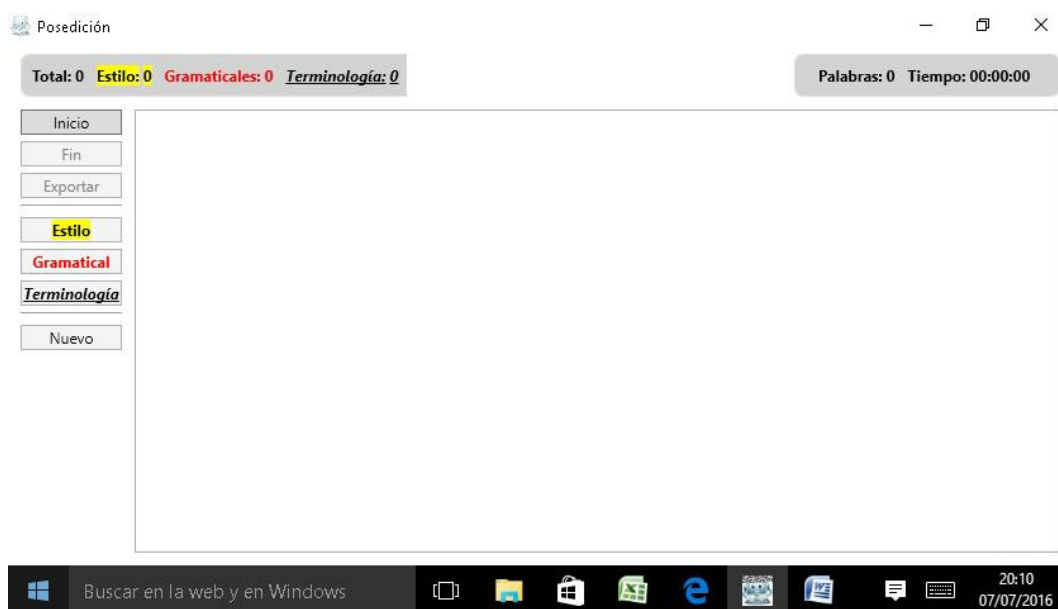 Posedición
Total: 0 Estilo: 0 Gramaticales: 0 Terminología: 0 Palabras: 0 Tiempo: 00:00:00
Inicio
Fin
Exportar
Estilo
Gramatical
Terminología
Nuevo
Buscar en la web y en Windows 20:10
07/07/2016